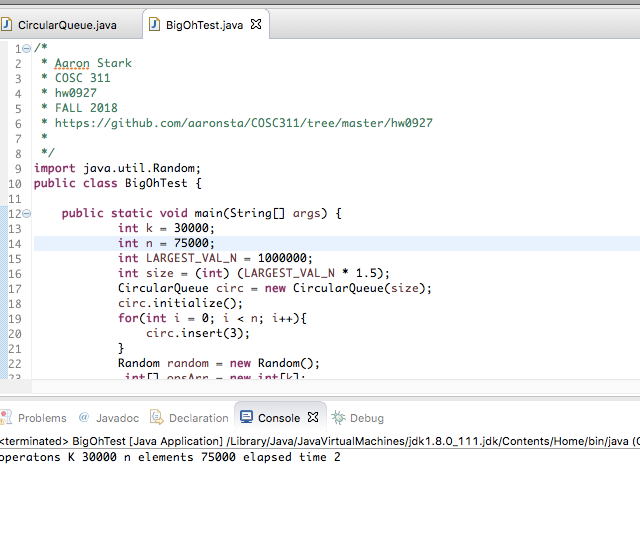 CircularQueue.java BigOhTest.java
1 /*
2 * Aaron Stark
3 * COSC 311
4 * hw0927
5 * FALL 2018
6 * https://github.com/aaronsta/COSC311/tree/master/hw0927
7 *
8 */
9 import java.util.Random;
10 public class BigOhTest {
11
12 public static void main(String[] args) {
13 int k = 30000;
14 int n = 75000;
15 int LARGEST_VAL_N = 1000000;
16 int size = (int) (LARGEST_VAL_N * 1.5);
17 CircularQueue circ = new CircularQueue(size);
18 circ.initialize();
19 for(int i = 0; i < n; i++){
20 circ.insert(3);
21 }
22 Random random = new Random();
23 int[] opsArr = new int[k];
Problems @ Javadoc Declaration Console Debug
<terminated> BigOhTest [Java Application] /Library/Java/JavaVirtualMachines/jdk1.8.0_111.jdk/Contents/Home/bin/java (
operatons K 30000 n elements 75000 elapsed time 2